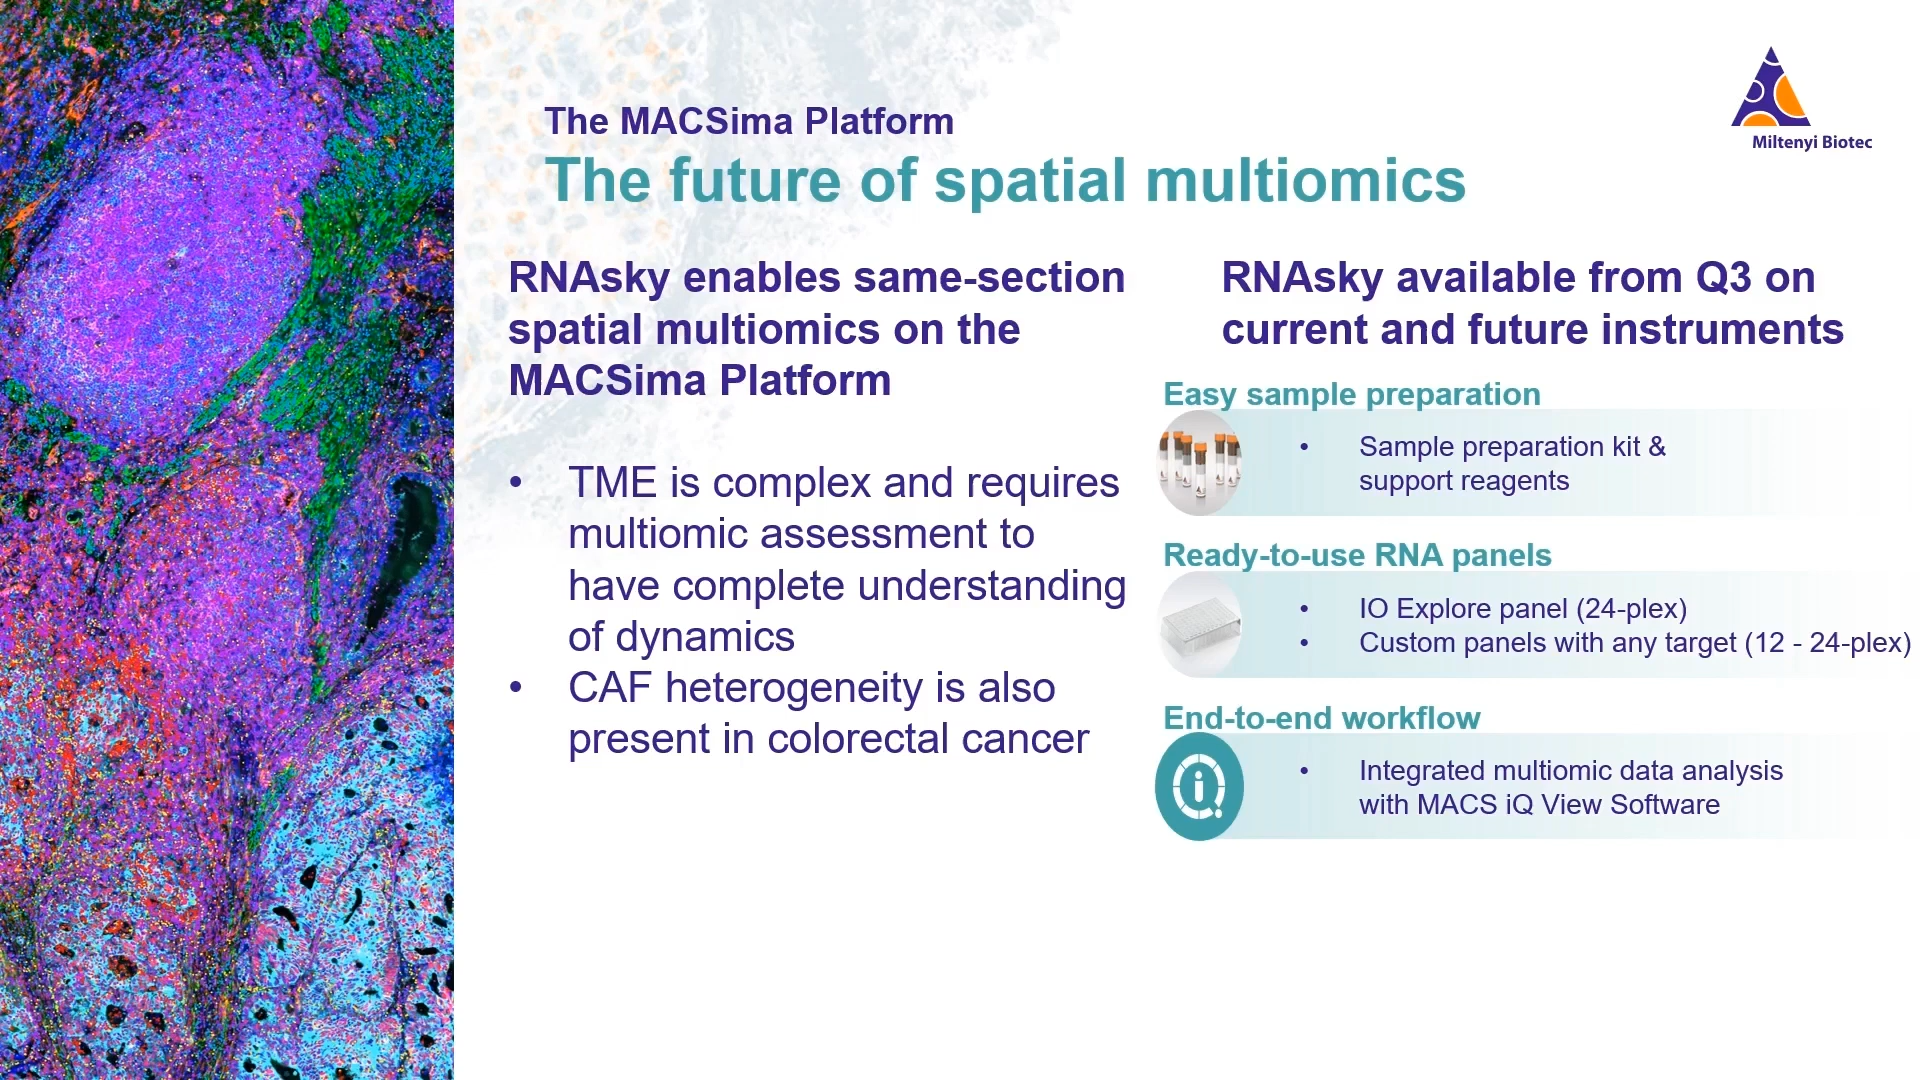 Miltenyi Biotec
The MACSima Platform
The future of spatial multiomics
RNAsky enables same-section
spatial multiomics on the
MACSima Platform
• TME is complex and requires
multiomic assessment to
have complete understanding
of dynamics
• CAF heterogeneity is also
present in colorectal cancer
RNAsky available from Q3 on
current and future instruments
Easy sample preparation
• Sample preparation kit &
support reagents
Ready-to-use RNA panels
• IO Explore panel (24-plex)
• Custom panels with any target (12 - 24-plex)
End-to-end workflow
• Integrated multiomic data analysis
with MACS iQ View Software